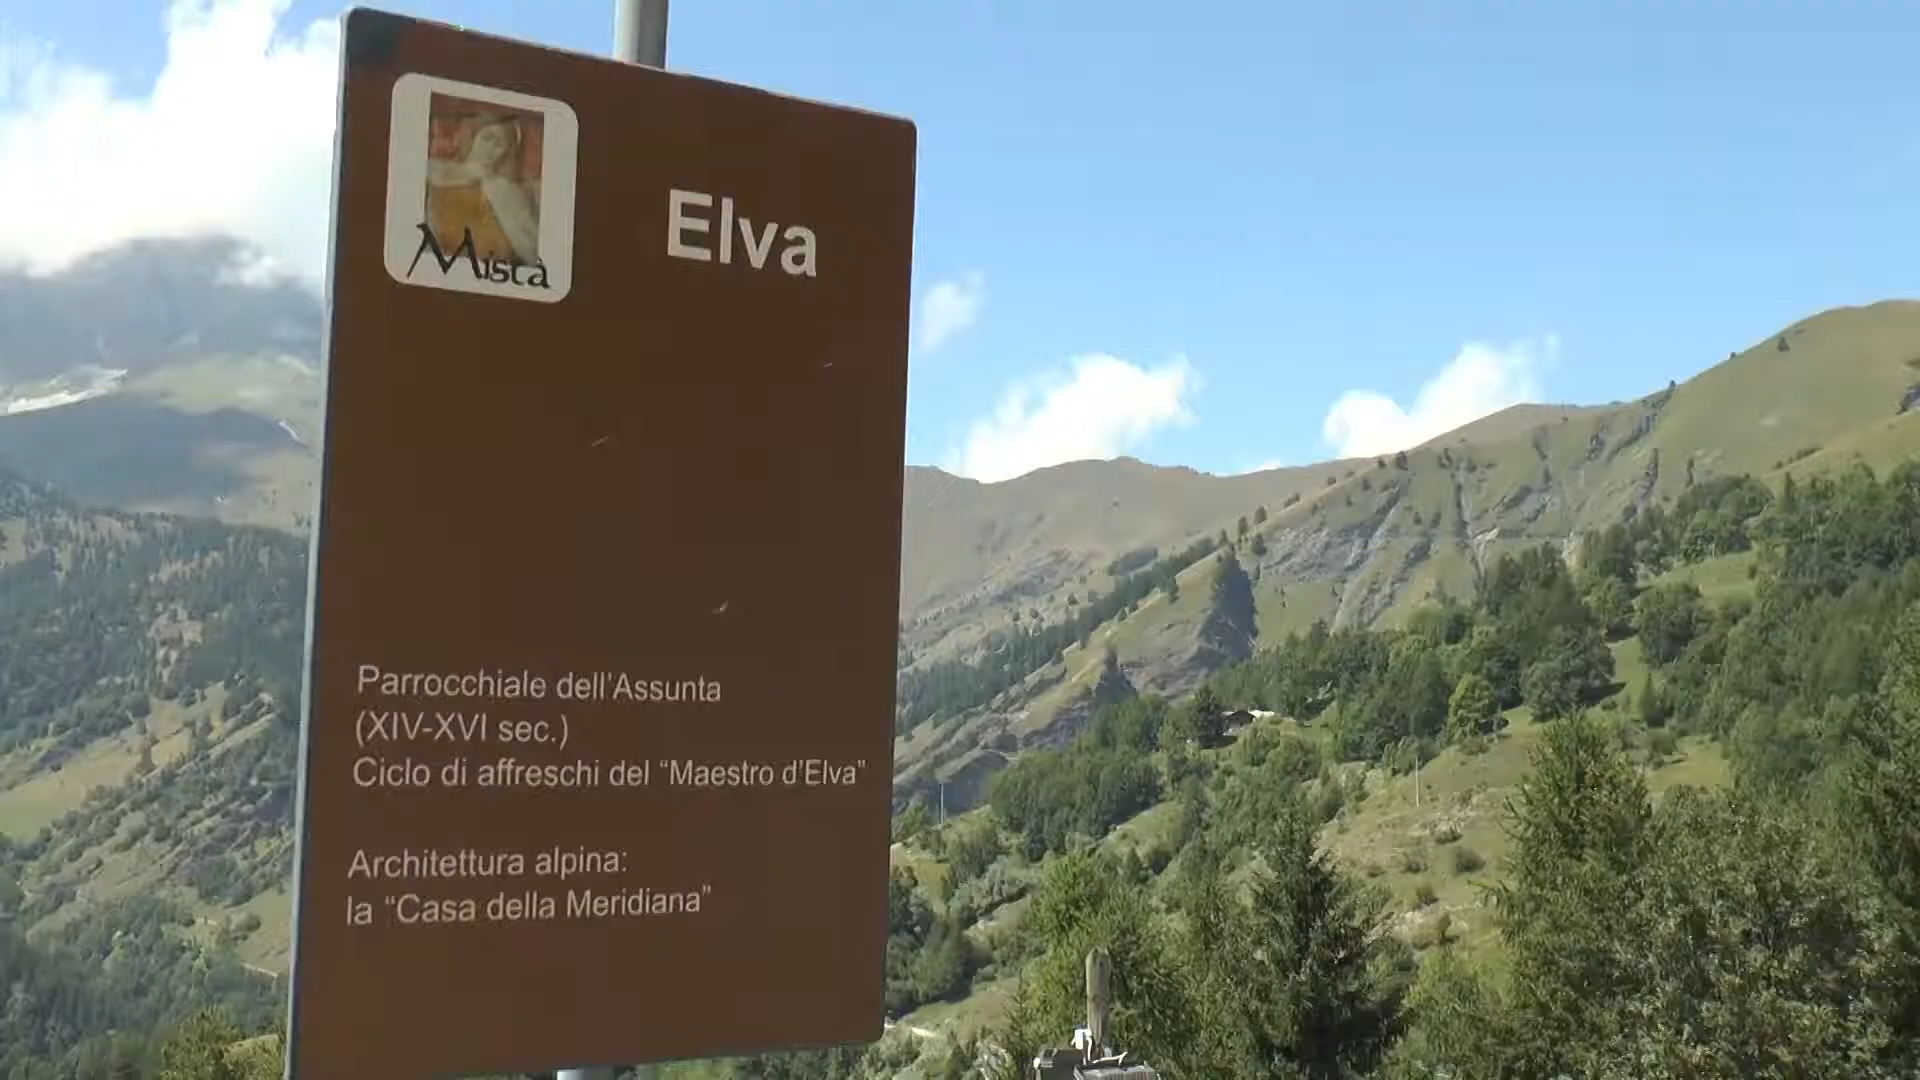 Mistà
Elva
Parrocchiale dell'Assunta
(XIV-XVI sec.)
Ciclo di affreschi del “Maestro d'Elva”
Architettura alpina:
la “Casa della Meridiana”